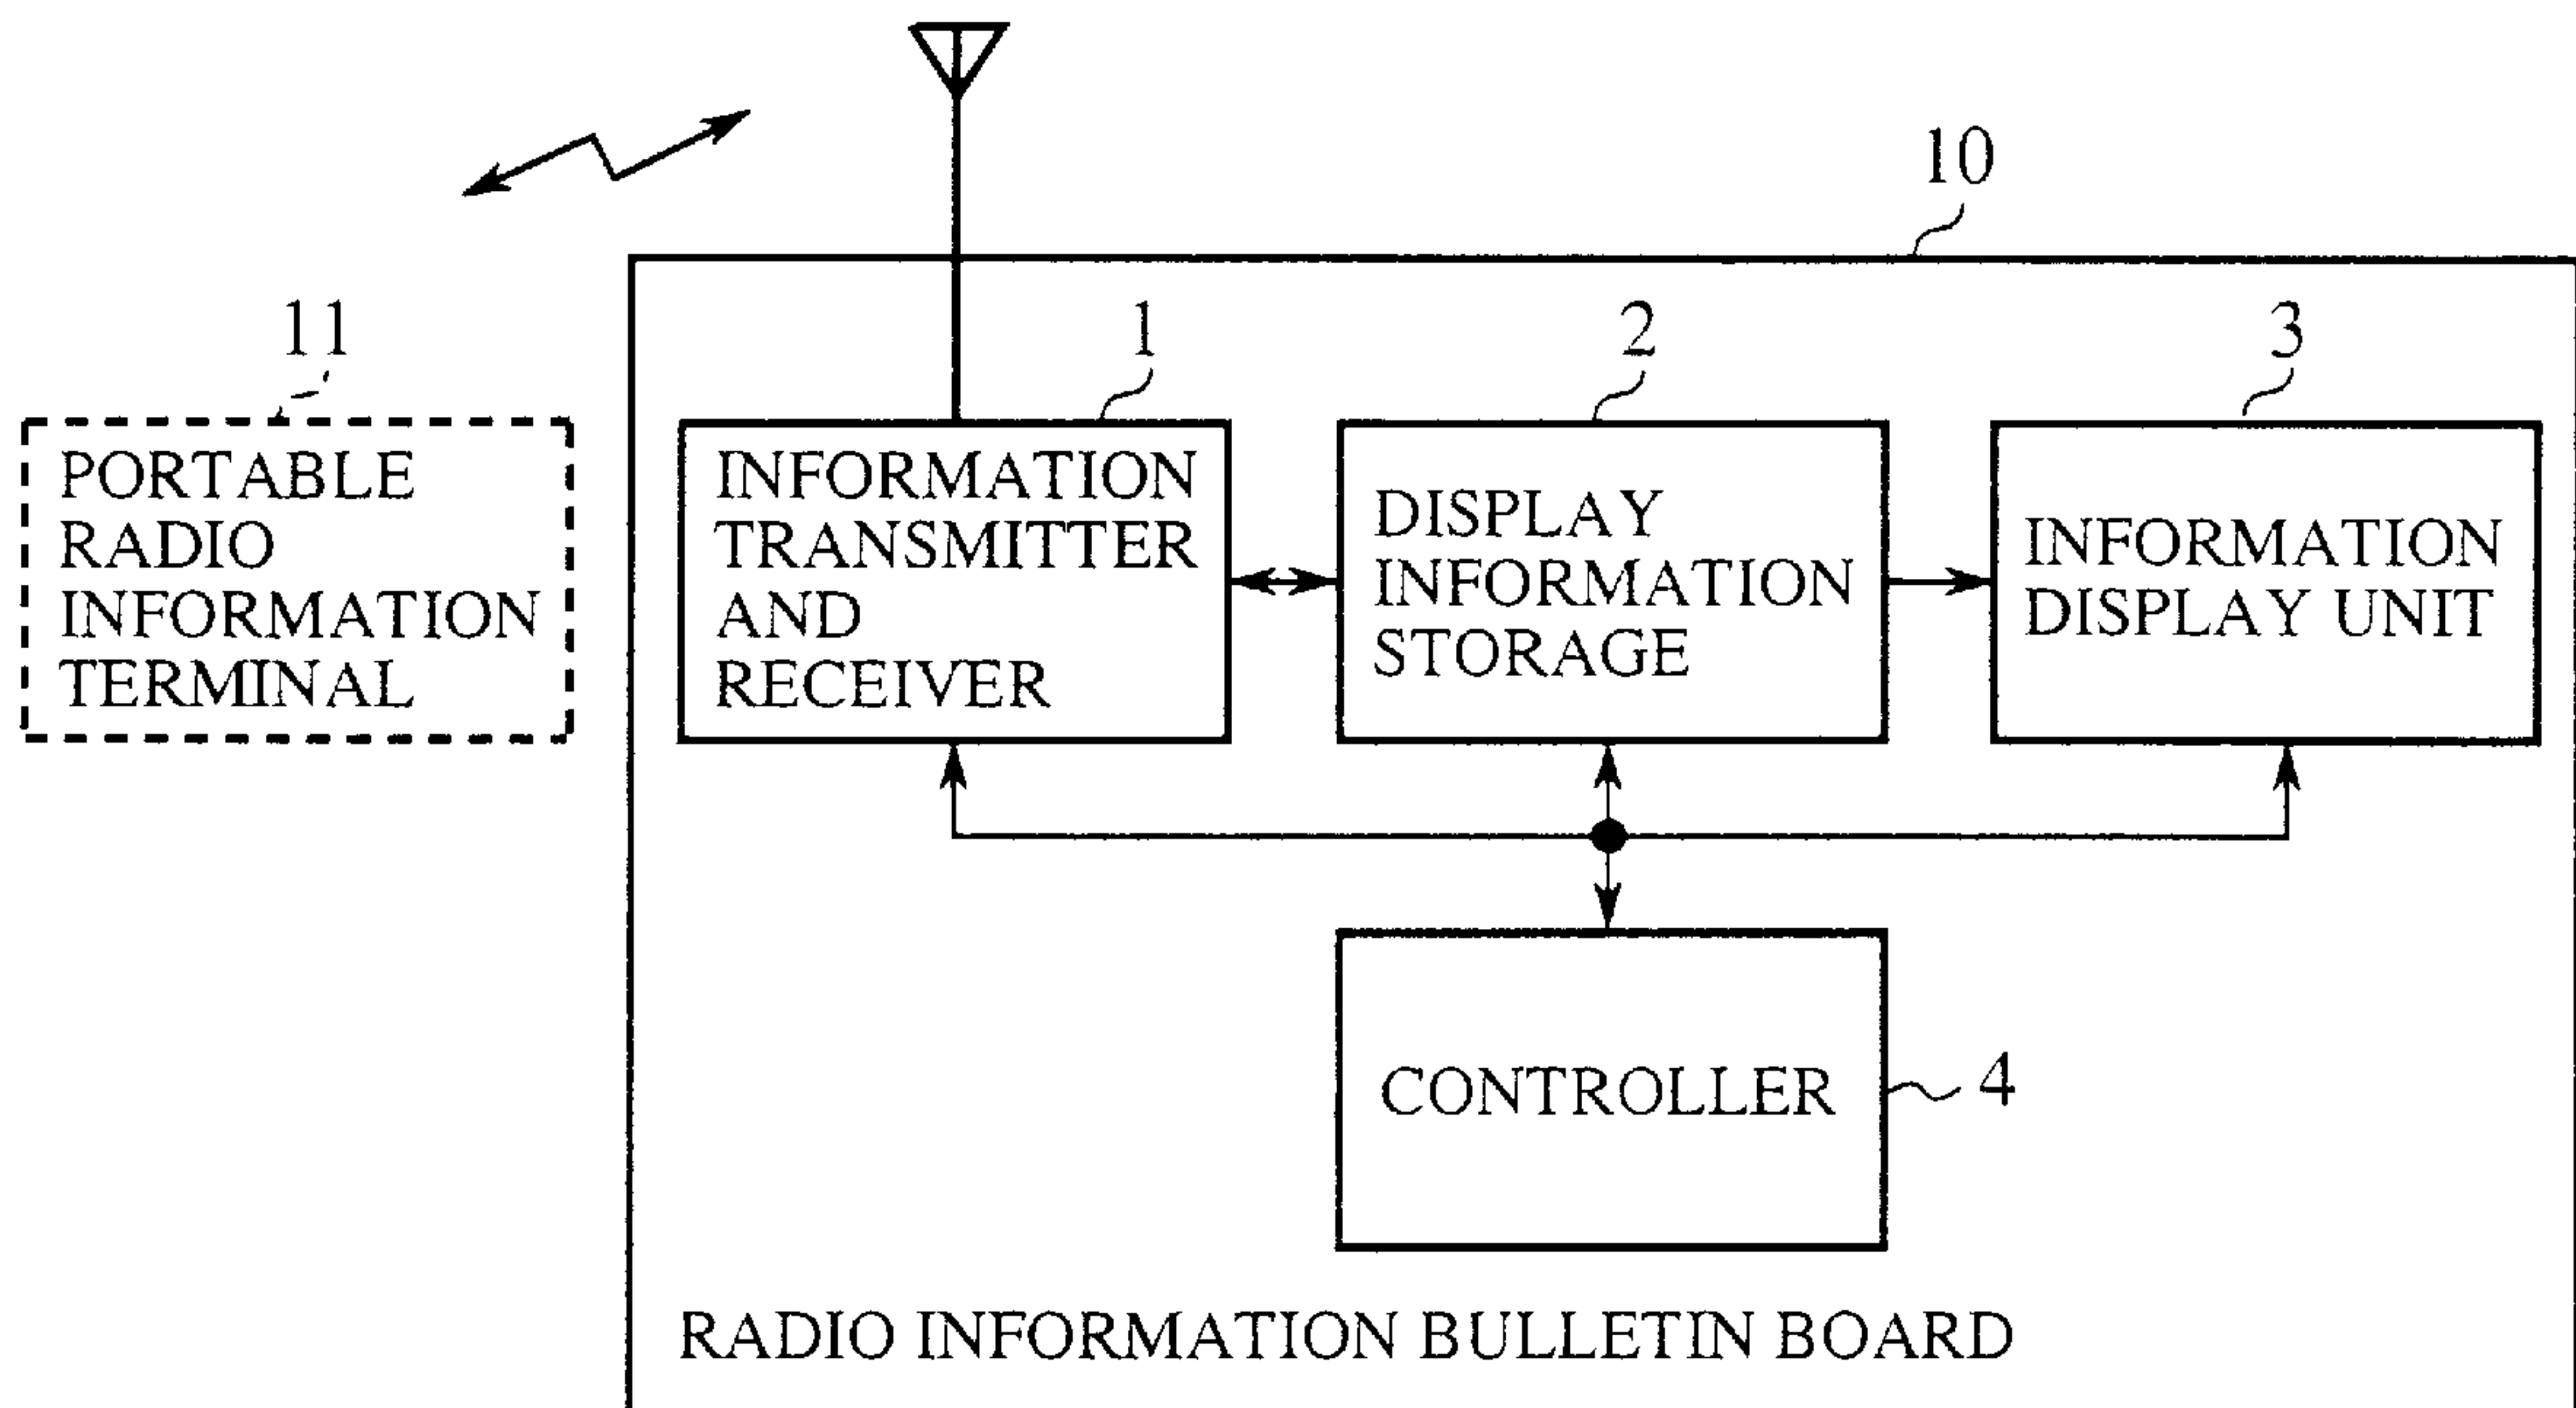 10
11
1
2
3
PORTABLE
RADIO
INFORMATION
TERMINAL
INFORMATION
TRANSMITTER
AND
RECEIVER
DISPLAY
INFORMATION
STORAGE
INFORMATION
DISPLAY UNIT
CONTROLLER
4
RADIO INFORMATION BULLETIN BOARD